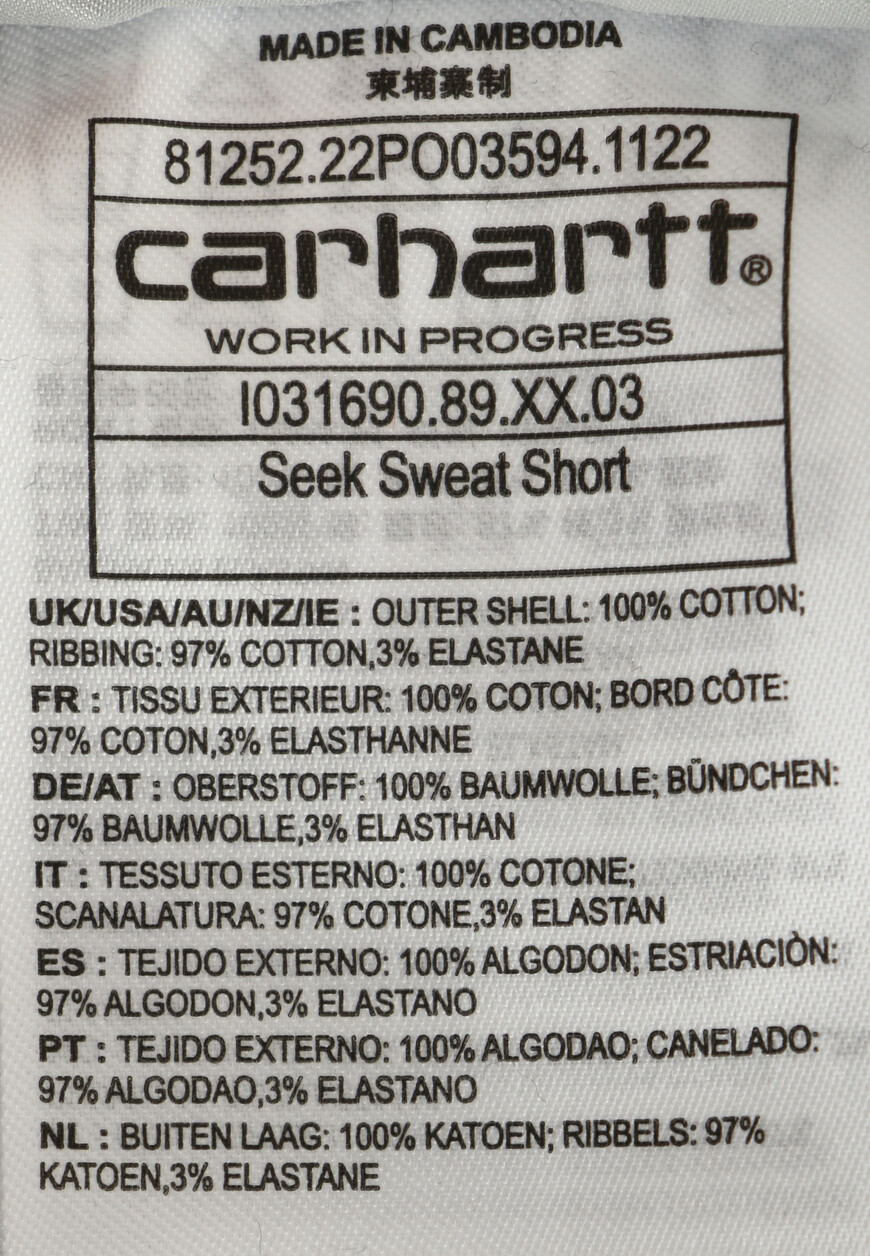 MADE IN CAMBODIA
柬埔寨制
81252.22PO03594.1122
carhartt®
WORK IN PROGRESS
I031690.89.XX.03
Seek Sweat Short
UK/USA/AU/NZ/IE : OUTER SHELL: 100% COTTON;
RIBBING: 97% COTTON,3% ELASTANE
FR : TISSU EXTERIEUR: 100% COTON; BORD CÔTE:
97% COTON,3% ELASTHANNE
DE/AT : OBERSTOFF: 100% BAUMWOLLE; BÜNDCHEN:
97% BAUMWOLLE,3% ELASTHAN
IT : TESSUTO ESTERNO: 100% COTONE;
SCANALATURA: 97% COTONE,3% ELASTAN
ES : TEJIDO EXTERNO: 100% ALGODON; ESTRIACIÒN:
97% ALGODON,3% ELASTANO
PT : TEJIDO EXTERNO: 100% ALGODAO; CANELADO:
97% ALGODAO,3% ELASTANO
NL : BUITEN LAAG: 100% KATOEN; RIBBELS: 97%
KATOEN,3% ELASTANE